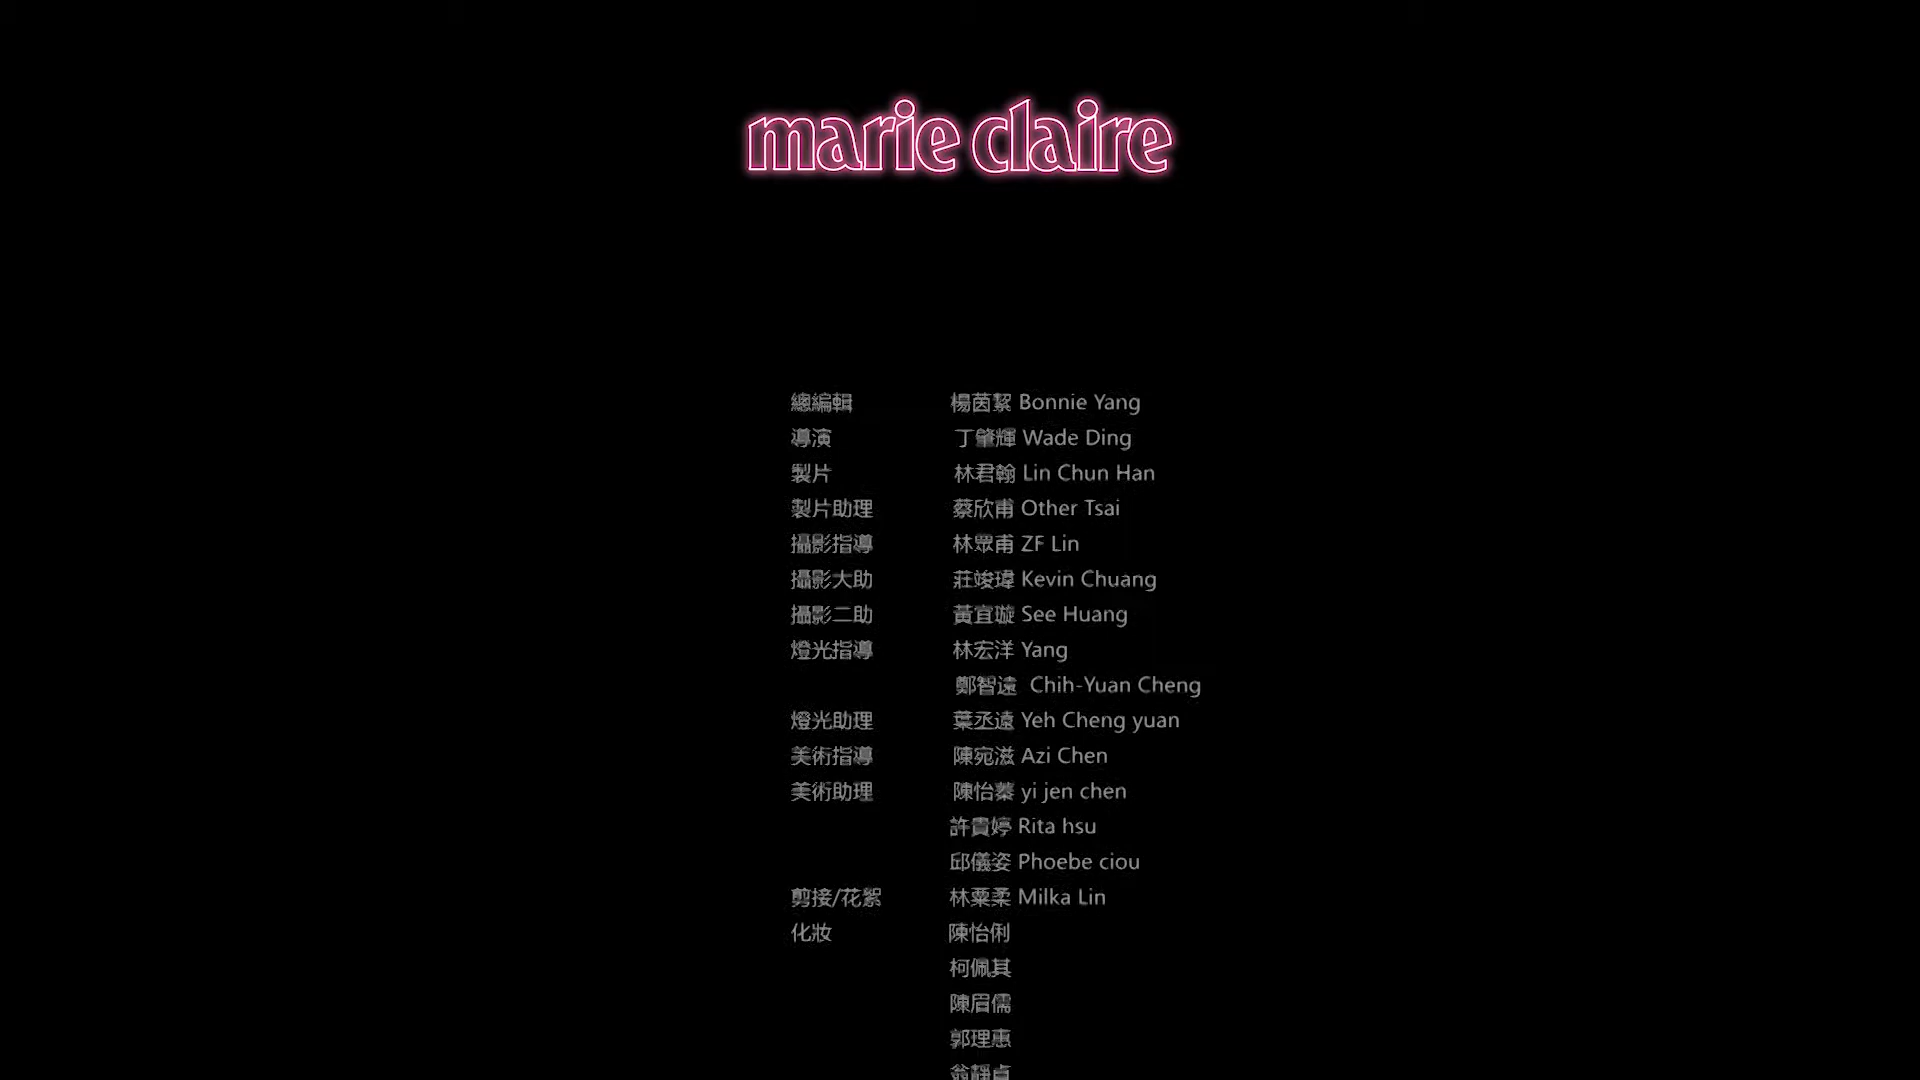 marie claire
總編輯 楊茵絜 Bonnie Yang
導演 丁肇輝 Wade Ding
製片 林君翰 Lin Chun Han
製片助理 蔡欣甫 Other Tsai
攝影指導 林眾甫 ZF Lin
攝影大助 莊竣瑋 Kevin Chuang
攝影二助 黃宜璇 See Huang
燈光指導 林宏洋 Yang
鄭智遠 Chih-Yuan Cheng
燈光助理 葉丞遠 Yeh Cheng yuan
美術指導 陳宛滋 Azi Chen
美術助理 陳怡蓁 yi jen chen
許貴婷 Rita hsu
邱儀姿 Phoebe ciou
剪接/花絮 林粟柔 Milka Lin
化妝 陳怡俐
柯佩其
陳眉儒
郭理惠
翁靜貞